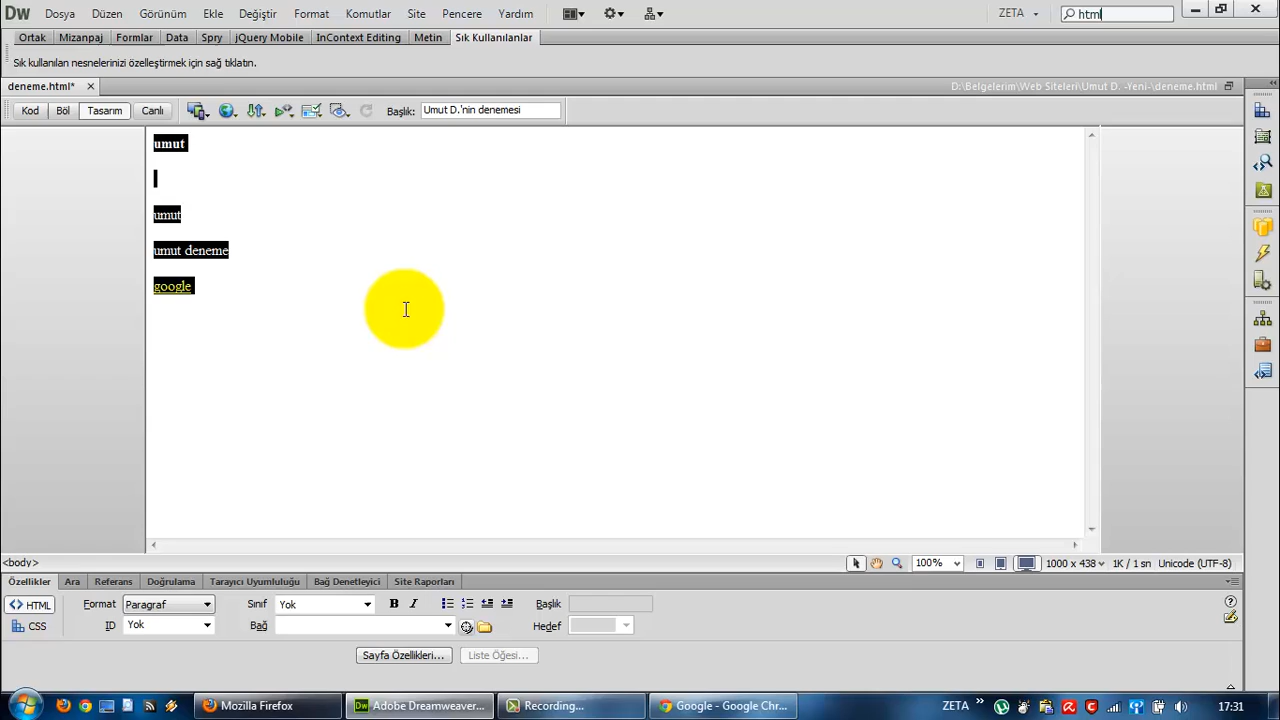 Dw Dosya Düzen Görünüm Ekle Değiştir Format Komutlar Site Pencere Yardım ZETA html
Ortak Mizanpaj Formlar Data Spry jQuery Mobile InContext Editing Metin Sık Kullanılanlar
Sık kullanılan nesnelerinizi özelleştirmek için sağ tıklatın.
deneme.html* D:\Belgelerim\Web Siteleri\Umut D. -Yeni-\deneme.html
Kod Böl Tasarım Canlı Başlık: Umut D.'nin denemesi
umut
umut
umut deneme
google
<body> 100% 1000 x 438 1K / 1 sn Unicode (UTF-8)
Özellikler Ara Referans Doğrulama Tarayıcı Uyumluluğu Bağ Denetleyici Site Raporları
<> HTML Format Paragraf Sınıf Yok B I Başlık
CSS ID Yok Bağ Hedef
Sayfa Özellikleri... Liste Öğesi...
Mozilla Firefox Dw Adobe Dreamweaver... Recording... Google - Google Chr... ZETA » 17:31